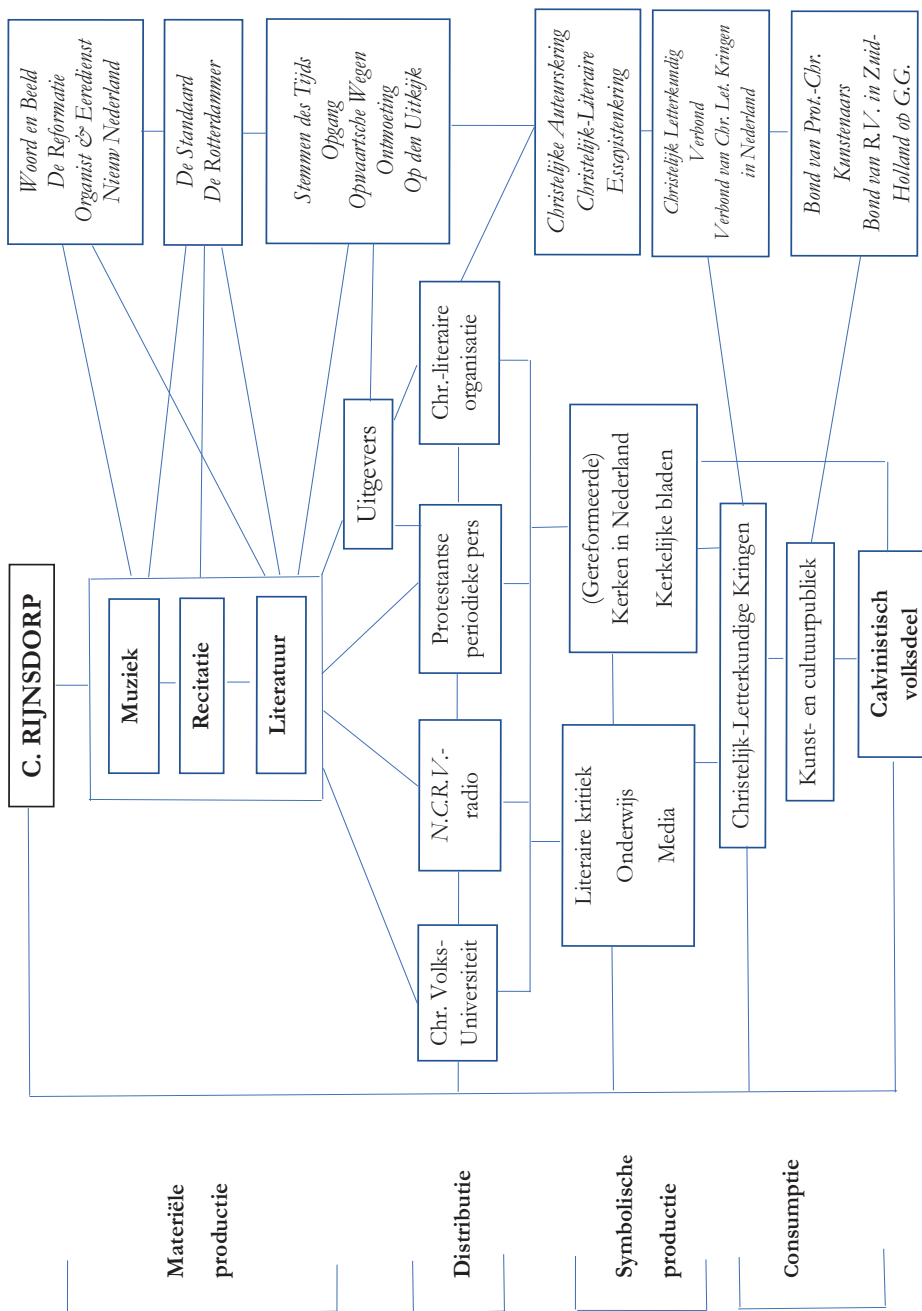 C. RIJNSDORP
Muziek
Recitatie
Literatuur
Woord en Beeld
De Reformatie
Organist & Eeredienst
Nieuw Nederland
De Standaard
De Rotterdammer
Stemmen des Tijds
Opgang
Opwaartsche Wegen
Ontmoeting
Op den Uitkijk
Uitgevers
Chr. Volks-
Universiteit
N.C.R.V.-
radio
Protestantse
periodieke pers
Chr.-literaire
organisatie
Christelijke Auteurskring
Christelijk-Literaire
Essayistenkring
Literaire kritiek
Onderwijs
Media
(Gereformeerde)
Kerken in Nederland
Kerkelijke bladen
Christelijk Letterkundig
Verbond
Verbond van Chr. Let. Kringen
in Nederland
Christelijk-Letterkundige Kringen
Kunst- en cultuurpubliek
Bond van Prot.-Chr.
Kunstenaars
Bond van R.V. in Zuid-
Holland op G.G.
Calvinistisch
volksdeel
Materiële
productie
Distributie
Symbolische
productie
Consumptie